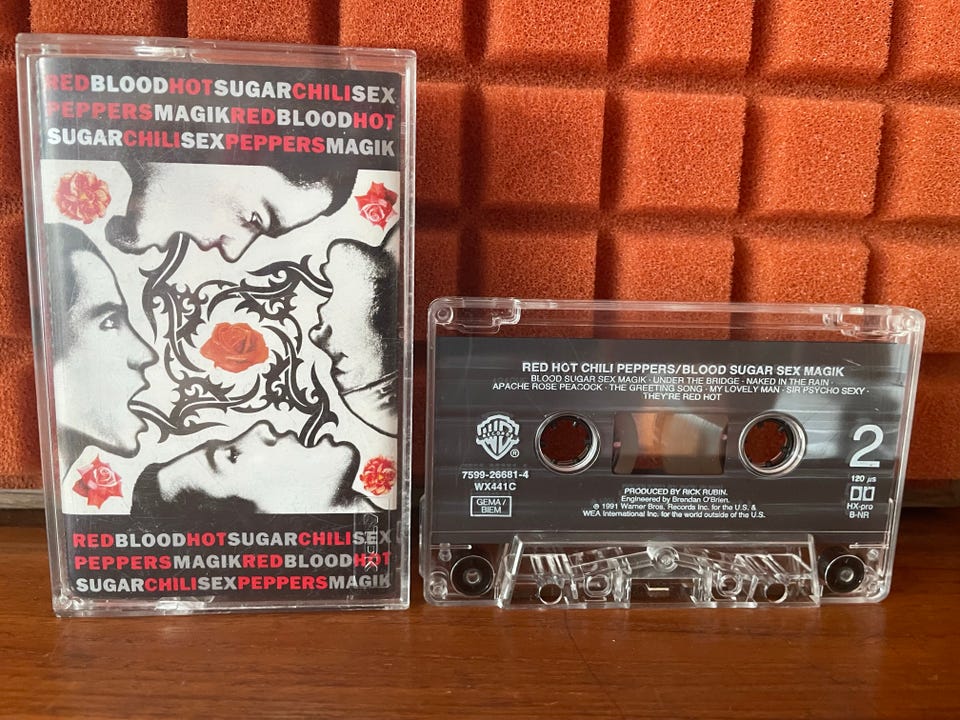 REDBLOODHOTSUGARCHILISEX
PEPPERSMAGIKREDBLOODHOT
SUGARCHILISEXPEPPERSMAGIK
REDBLOODHOTSUGARCHILISEX
PEPPERSMAGIKREDBLOODHOT
SUGARCHILISEXPEPPERSMAGIK
RED HOT CHILI PEPPERS/BLOOD SUGAR SEX MAGIK
BLOOD SUGAR SEX MAGIK · UNDER THE BRIDGE · NAKED IN THE RAIN ·
APACHE ROSE PEACOCK · THE GREETING SONG · MY LOVELY MAN · SIR PSYCHO SEXY ·
THEY'RE RED HOT
RECORDS
®
7599-26681-4
WX441C
GEMA/
BIEM
PRODUCED BY RICK RUBIN.
Engineered by Brendan O'Brien.
℗ 1991 Warner Bros. Records Inc. for the U.S. &
WEA International Inc. for the world outside of the U.S.
2
120 µs
HX-pro
B-NR